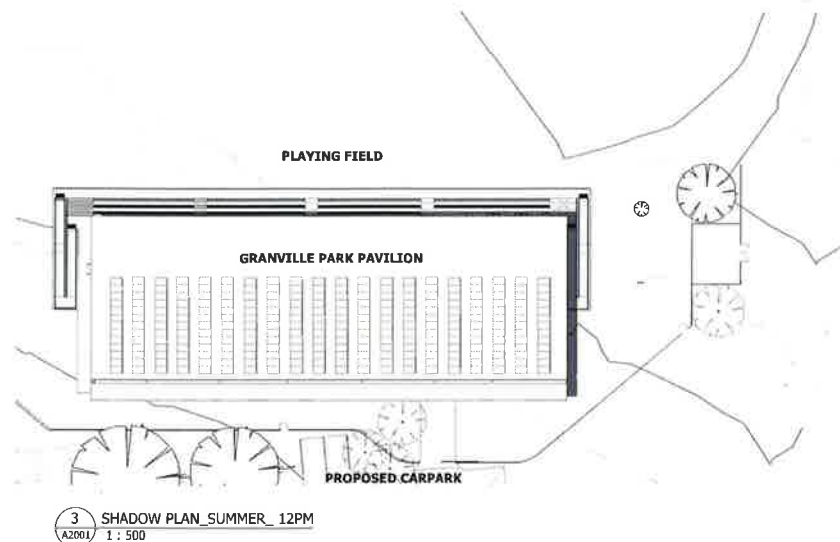 PLAYING FIELD
GRANVILLE PARK PAVILION
PROPOSED CARPARK
3 SHADOW PLAN_SUMMER_ 12PM
A2001 1 : 500